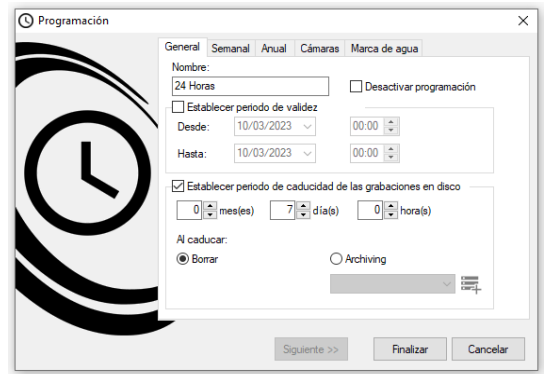 Programación
General Semanal Anual Cámaras Marca de agua
Nombre:
24 Horas
Desactivar programación
Establecer periodo de validez
Desde: 10/03/2023 00:00
Hasta: 10/03/2023 00:00
Establecer periodo de caducidad de las grabaciones en disco
0 mes(es) 7 día(s) 0 hora(s)
Al caducar:
Borrar Archiving
Siguiente >> Finalizar Cancelar